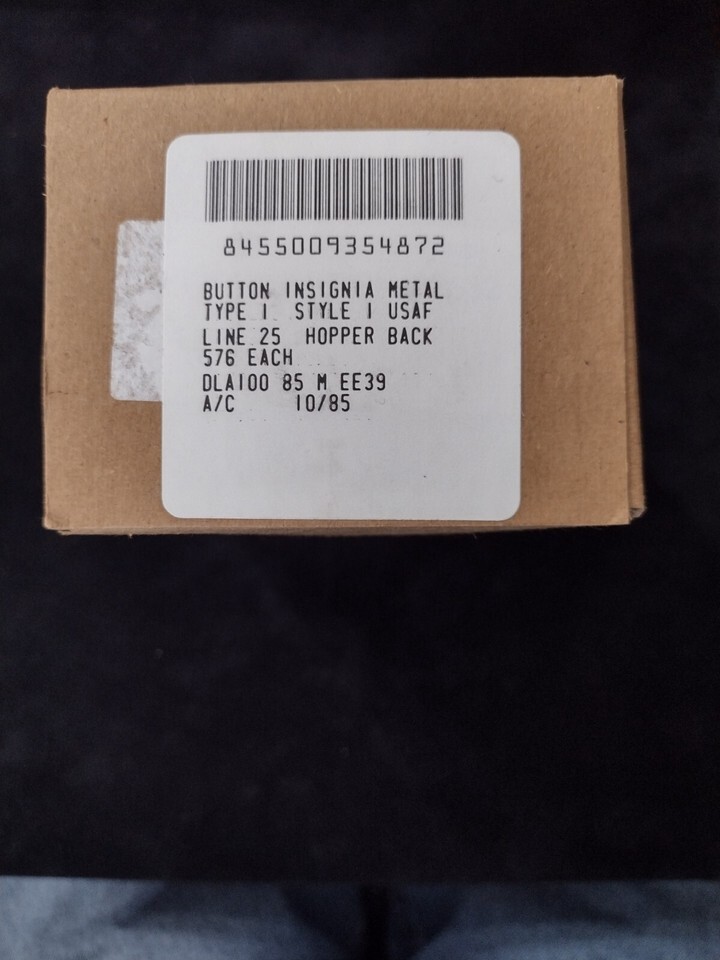 8455009354872
BUTTON INSIGNIA METAL
TYPE I STYLE I USAF
LINE 25 HOPPER BACK
576 EACH
DLA100 85 M EE39
A/C 10/85